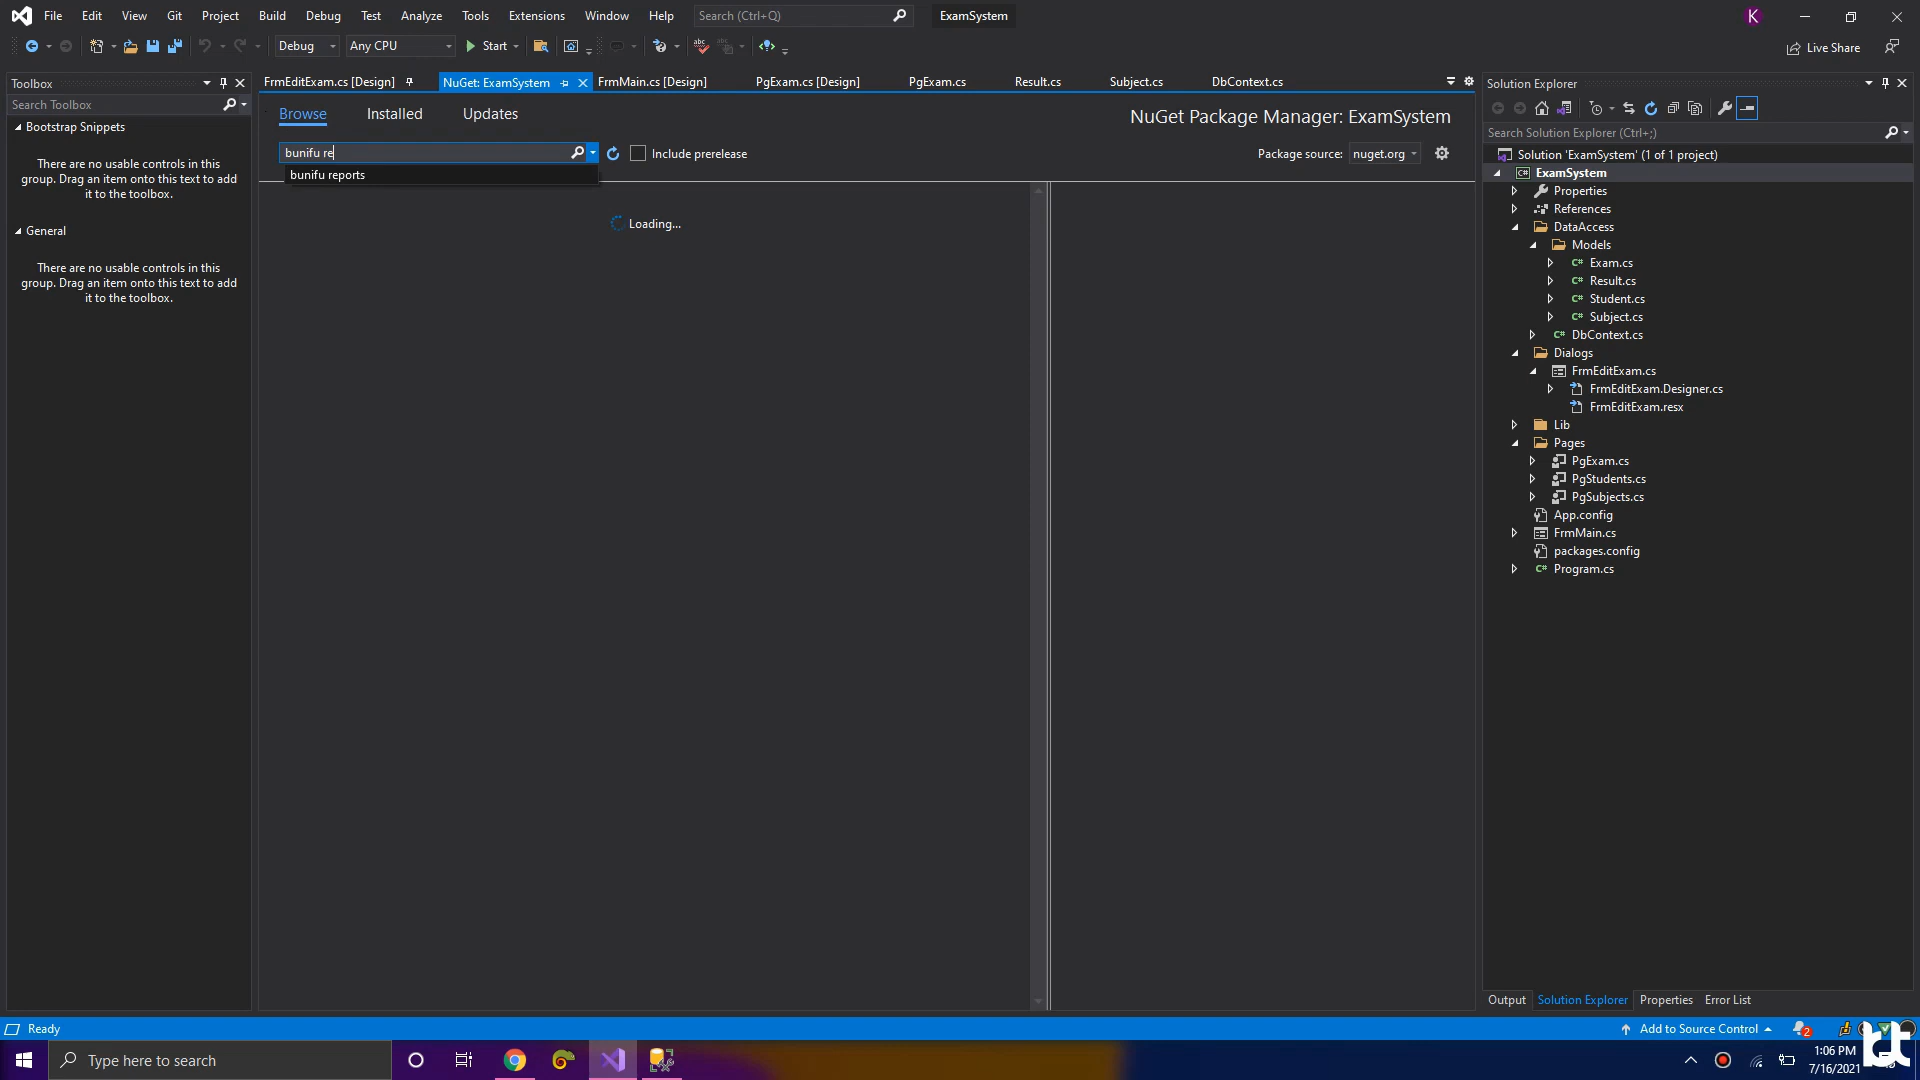 File Edit View Git Project Build Debug Test Analyze Tools Extensions Window Help Search (Ctrl+Q) ExamSystem K
Debug Any CPU Start Live Share
Toolbox
Search Toolbox
Bootstrap Snippets
There are no usable controls in this
group. Drag an item onto this text to add
it to the toolbox.
General
There are no usable controls in this
group. Drag an item onto this text to add
it to the toolbox.
FrmEditExam.cs [Design] NuGet: ExamSystem FrmMain.cs [Design] PgExam.cs [Design] PgExam.cs Result.cs Subject.cs DbContext.cs
Browse Installed Updates
NuGet Package Manager: ExamSystem
bunifu re Include prerelease Package source: nuget.org
bunifu reports
Loading...
Solution Explorer
Search Solution Explorer (Ctrl+;)
Solution 'ExamSystem' (1 of 1 project)
C# ExamSystem
Properties
References
DataAccess
Models
C# Exam.cs
C# Result.cs
C# Student.cs
C# Subject.cs
C# DbContext.cs
Dialogs
FrmEditExam.cs
FrmEditExam.Designer.cs
FrmEditExam.resx
Lib
Pages
PgExam.cs
PgStudents.cs
PgSubjects.cs
App.config
FrmMain.cs
packages.config
C# Program.cs
Output Solution Explorer Properties Error List
Ready
Add to Source Control 2
Type here to search
1:06 PM
7/16/2021